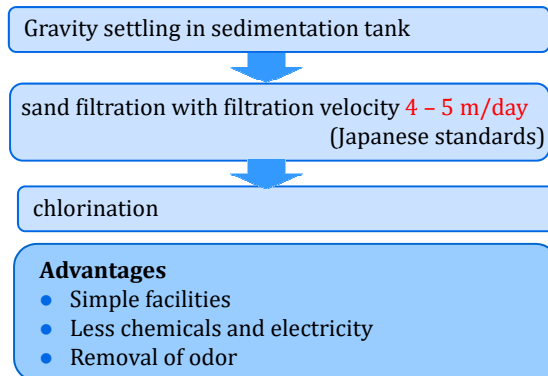 Gravity settling in sedimentation tank
sand filtration with filtration velocity 4 – 5 m/day
(Japanese standards)
chlorination
Advantages
● Simple facilities
● Less chemicals and electricity
● Removal of odor